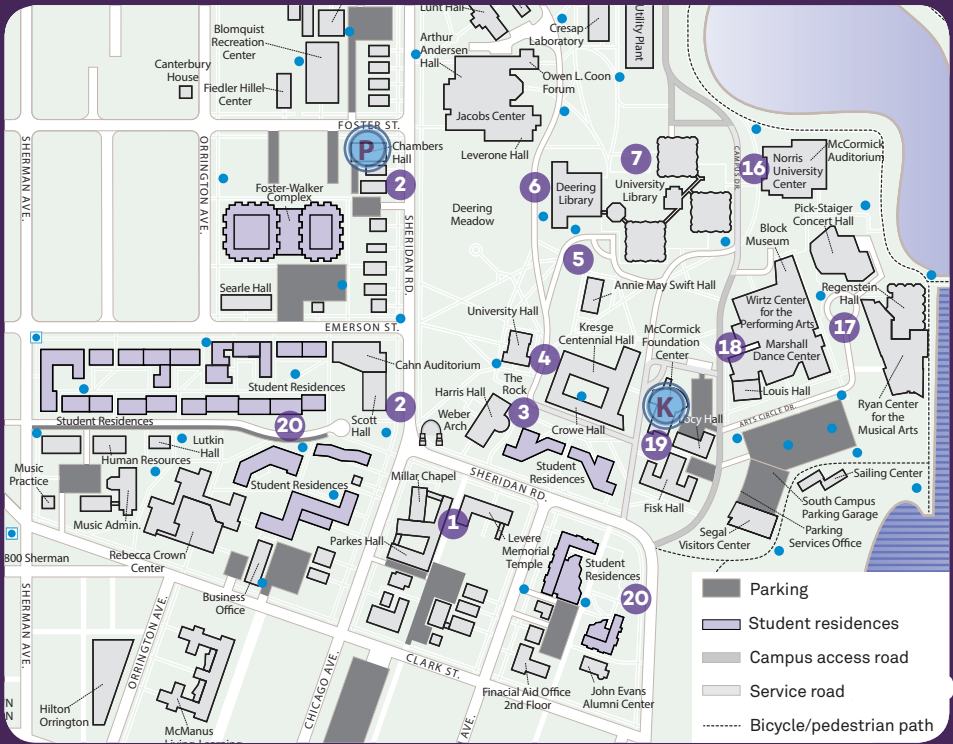 Lunt Hall
Blomquist
Recreation
Center
Canterbury
House
Fiedler Hillel
Center
Arthur
Andersen
Hall
Cresap
Laboratory
Utility Plant
Owen L. Coon
Forum
Jacobs Center
Leverone Hall
FOSTER ST.
P
Chambers
Hall
2
SHERMAN AVE.
ORRINGTON AVE.
Foster-Walker
Complex
Searle Hall
SHERIDAN RD.
Deering
Meadow
6
Deering
Library
7
University
Library
5
CAMPUS DR.
16
Norris
University
Center
McCormick
Auditorium
Pick-Staiger
Concert Hall
Block
Museum
Annie May Swift Hall
Regenstein
Hall
Wirtz Center
for the
Performing Arts
Marshall
Dance Center
17
18
Louis Hall
Ryan Center
for the
Musical Arts
ARTS CIRCLE DR.
EMERSON ST.
University Hall
4
Kresge
Centennial Hall
McCormick
Foundation
Center
K
ocy Hall
19
Fisk Hall
Cahn Auditorium
Student Residences
Student Residences
20
Scott
Hall
2
Harris Hall
Weber
Arch
The
Rock
3
Crowe Hall
Student
Residences
SHERIDAN RD.
Lutkin
Hall
Human Resources
Music
Practice
Music Admin.
Student Residences
Rebecca Crown
Center
800 Sherman
Business
Office
Millar Chapel
1
Parkes Hall
Levere
Memorial
Temple
Student
Residences
20
Sailing Center
South Campus
Parking Garage
Parking
Services Office
Segal
Visitors Center
SHERMAN AVE.
ORRINGTON AVE.
CHICAGO AVE.
CLARK ST.
AVE.
Hilton
Orrington
McManus
Living-Learning
Finacial Aid Office
2nd Floor
John Evans
Alumni Center
N
N
Parking
Student residences
Campus access road
Service road
Bicycle/pedestrian path